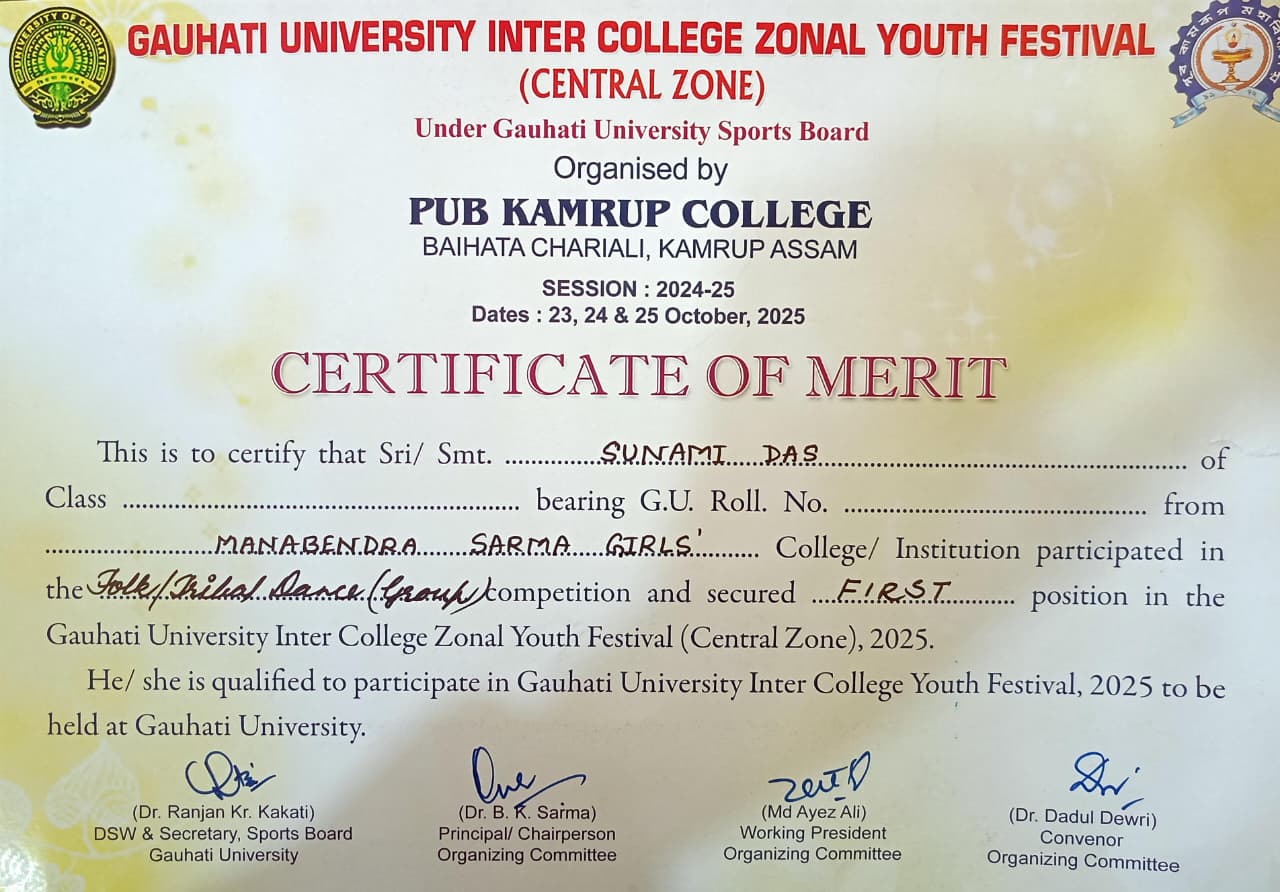 GAUHATI UNIVERSITY INTER COLLEGE ZONAL YOUTH FESTIVAL
(CENTRAL ZONE)
Under Gauhati University Sports Board
Organised by
PUB KAMRUP COLLEGE
BAIHATA CHARIALI, KAMRUP ASSAM
SESSION : 2024-25
Dates : 23, 24 & 25 October, 2025
CERTIFICATE OF MERIT
This is to certify that Sri/ Smt. SUNAMI DAS of
Class bearing G.U. Roll. No. from
MANABENDRA SARMA GIRLS' College/ Institution participated in
the Folk/Tribal Dance (Group) competition and secured FIRST position in the
Gauhati University Inter College Zonal Youth Festival (Central Zone), 2025.
He/ she is qualified to participate in Gauhati University Inter College Youth Festival, 2025 to be
held at Gauhati University.
(Dr. Ranjan Kr. Kakati)
DSW & Secretary, Sports Board
Gauhati University
(Dr. B. K. Sarma)
Principal/ Chairperson
Organizing Committee
(Md Ayez Ali)
Working President
Organizing Committee
(Dr. Dadul Dewri)
Convenor
Organizing Committee